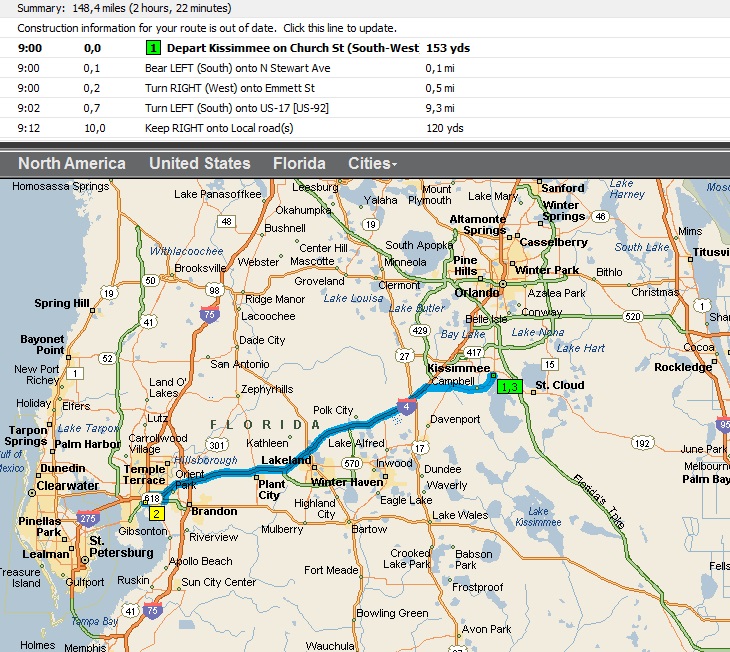 Summary: 148,4 miles (2 hours, 22 minutes)
Construction information for your route is out of date. Click this line to update.
9:00 0,0 1 Depart Kissimmee on Church St (South-West 153 yds
9:00 0,1 Bear LEFT (South) onto N Stewart Ave 0,1 mi
9:00 0,2 Turn RIGHT (West) onto Emmett St 0,5 mi
9:02 0,7 Turn LEFT (South) onto US-17 [US-92] 9,3 mi
9:12 10,0 Keep RIGHT onto Local road(s) 120 yds
North America United States Florida Cities
Homosassa Springs
Leesburg
Lake Panasoffkee
Yalaha
Mount
Plymouth
Lake Mary
Sanford
Lake
Harney
Mosc
Okahumpka
Winter
Springs
48
19
46
Altamonte
Springs
Bushnell
Casselberry
Mims
Withlacoochee
Center Hill
South Apopka
South Lake
Webster
Mascotte
Minneola
Pine
Hills
Titusvi
50
Brooksville
Groveland
Clermont
Winter Park
Bithlo
19
98
Ridge Manor
Lake Louisa
Orlando
Azalea Park
Christmas
Spring Hill
75
Lacoochee
Lake Butler
Belle Isle
Conway
520
1
Shar
41
429
Bay Lake
Lake Nona
Bayonet
Point
Dade City
Lake Hart
Cocoa
52
27
417
15
Rockledge
New Port
Richey
1
San Antonio
Kissimmee
Campbell
1,3
St. Cloud
Land O'
Lakes
Zephyrhills
Holiday
Elfers
4
Polk City
Davenport
95
Lutz
FLORIDA
Tarpon
Springs
Lake Tarpon
Carrollwood
Village
301
Kathleen
Lake Alfred
17
192
Palm Harbor
June Park
Gulf of
Mexico
Hillsborough
Lakeland
570
Inwood
Dundee
Melbourn
Dunedin
Temple
Terrace
Orient
Park
Plant
City
Winter Haven
Waverly
Palm Bay
Clearwater
618
Highland
City
Eagle Lake
Florida's Tnpk
2
Brandon
Lake Wales
Lake
Kissimmee
Pinellas
Park
275
Gibsonton
Mulberry
Bartow
Riverview
Lealman
St.
Petersburg
Crooked
Lake Park
Babson
Park
Apollo Beach
Treasure
Island
Gulfport
Ruskin
Sun City Center
Fort Meade
Fells
Frostproof
41
75
Bowling Green
Tampa Bay
Avon Park
Holmes
Memphis
Wauchula